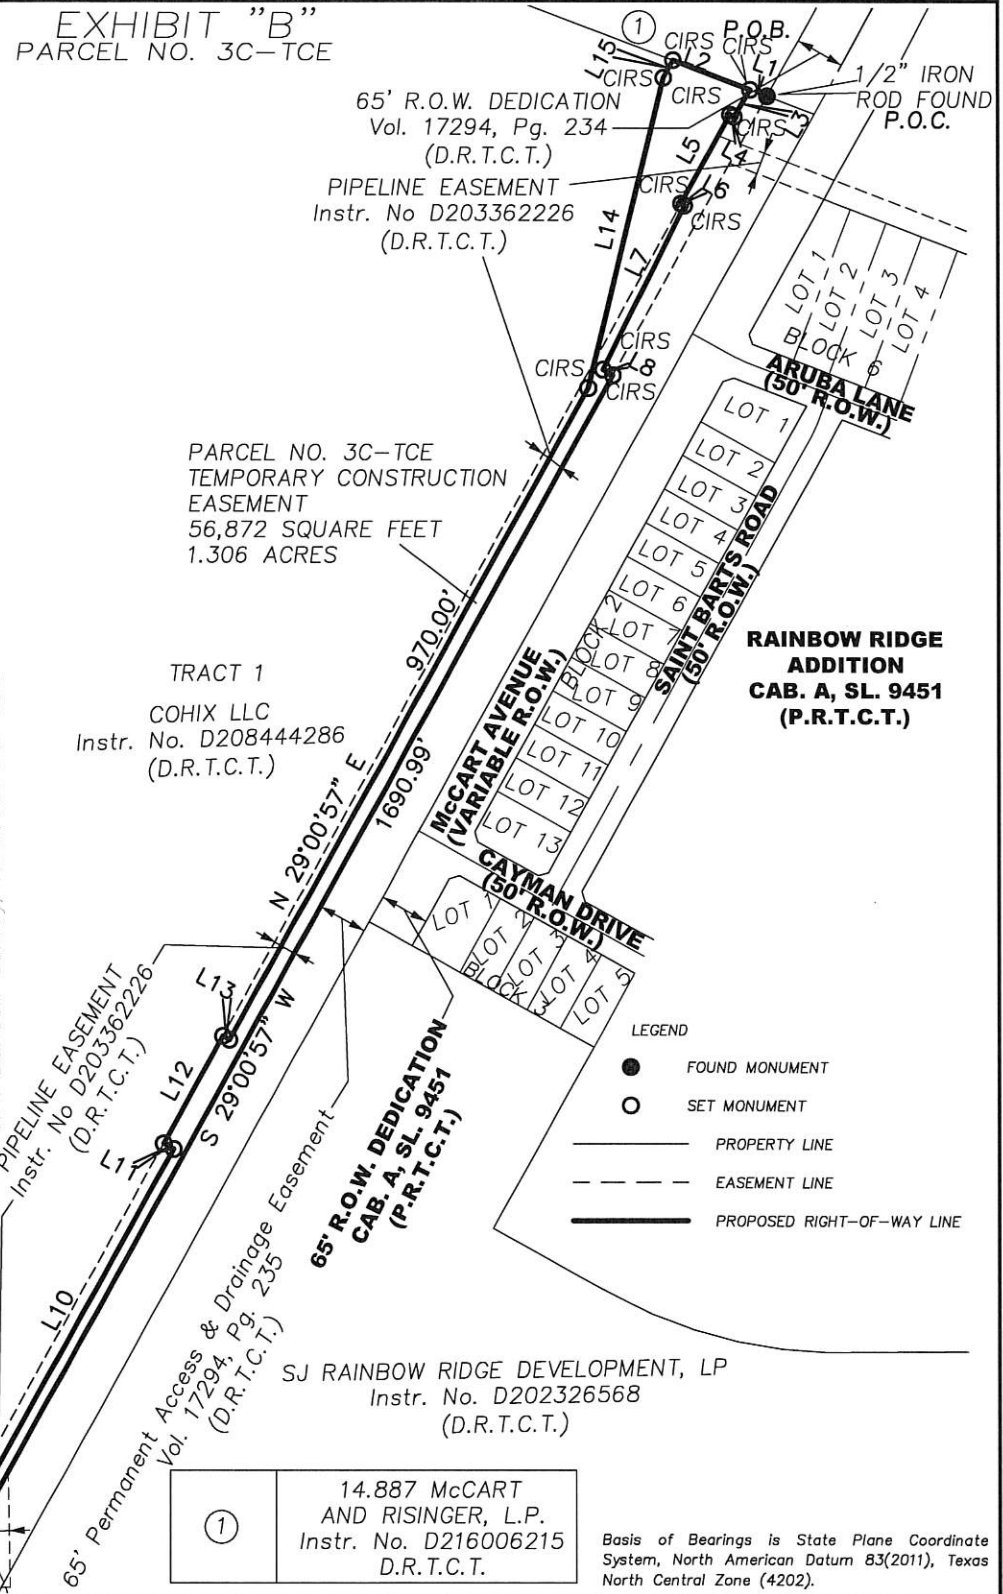 EXHIBIT "B"
PARCEL NO. 3C-TCE
1
P.O.B.
CIRS
CIRS
L2
L1
L15
CIRS
CIRS
1/2" IRON
ROD FOUND
P.O.C.
65' R.O.W. DEDICATION
Vol. 17294, Pg. 234
(D.R.T.C.T.)
CIRS
L3
L4
L5
PIPELINE EASEMENT
Instr. No D203362226
(D.R.T.C.T.)
CIRS
L6
CIRS
L14
L7
LOT 1
LOT 2
LOT 3
LOT 4
BLOCK 6
CIRS
CIRS
L8
CIRS
ARUBA LANE
(50' R.O.W.)
PARCEL NO. 3C-TCE
TEMPORARY CONSTRUCTION
EASEMENT
56,872 SQUARE FEET
1.306 ACRES
LOT 1
LOT 2
LOT 3
LOT 4
LOT 5
LOT 6
LOT 7
LOT 8
LOT 9
LOT 10
LOT 11
LOT 12
LOT 13
BLOCK 2
SAINT BARTS ROAD
(50' R.O.W.)
RAINBOW RIDGE
ADDITION
CAB. A, SL. 9451
(P.R.T.C.T.)
970.00'
N 29°00'57" E
1690.99'
S 29°00'57" W
TRACT 1
COHIX LLC
Instr. No. D208444286
(D.R.T.C.T.)
McCART AVENUE
(VARIABLE R.O.W.)
CAYMAN DRIVE
(50' R.O.W.)
LOT 1
LOT 2
LOT 3
LOT 4
LOT 5
BLOCK 3
PIPELINE EASEMENT
Instr. No D203362226
(D.R.T.C.T.)
L13
L12
L11
L10
65' R.O.W. DEDICATION
CAB. A, SL. 9451
(P.R.T.C.T.)
65' Permanent Access & Drainage Easement
Vol. 17294, Pg. 235
(D.R.T.C.T.)
LEGEND
FOUND MONUMENT
SET MONUMENT
PROPERTY LINE
EASEMENT LINE
PROPOSED RIGHT-OF-WAY LINE
SJ RAINBOW RIDGE DEVELOPMENT, LP
Instr. No. D202326568
(D.R.T.C.T.)
1
14.887 McCART
AND RISINGER, L.P.
Instr. No. D216006215
D.R.T.C.T.
Basis of Bearings is State Plane Coordinate
System, North American Datum 83(2011), Texas
North Central Zone (4202).